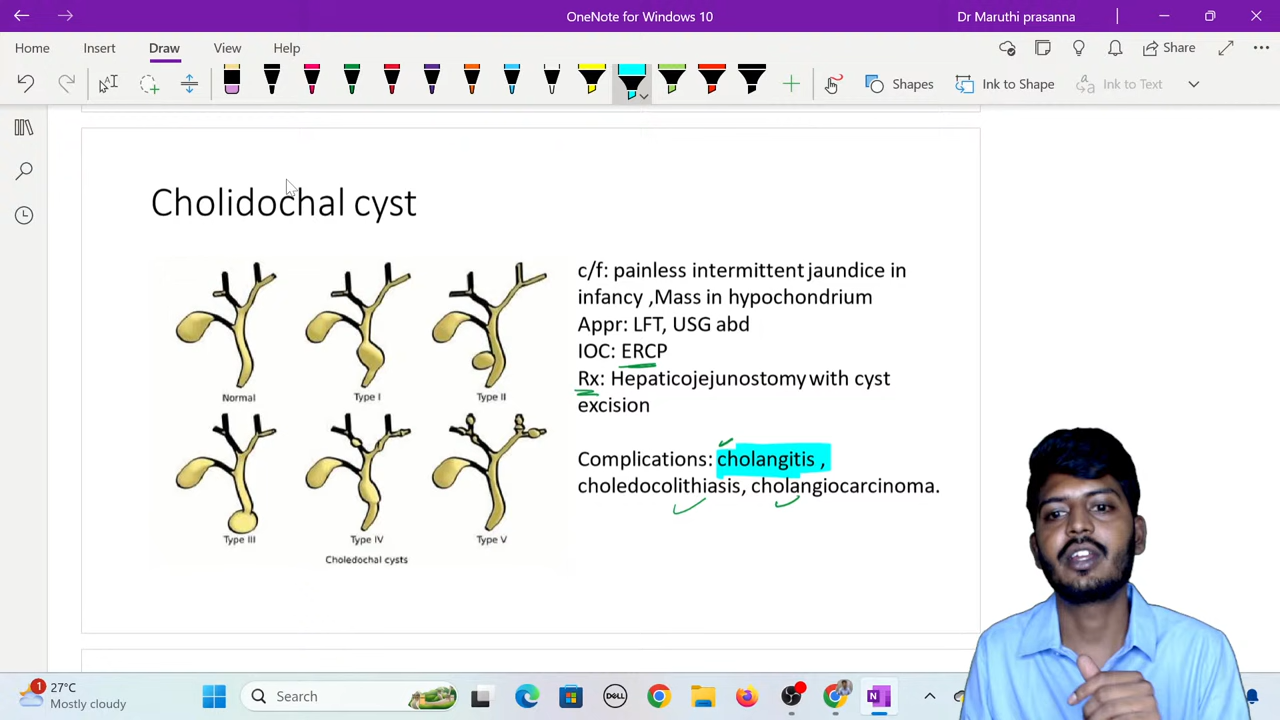 OneNote for Windows 10
Dr Maruthi prasanna
Home
Insert
Draw
View
Help
Share
Shapes
Ink to Shape
Ink to Text
Cholidochal cyst
Normal
Type I
Type II
Type III
Type IV
Type V
Choledochal cysts
c/f: painless intermittent jaundice in
infancy ,Mass in hypochondrium
Appr: LFT, USG abd
IOC: ERCP
Rx: Hepaticojejunostomy with cyst
excision
Complications: cholangitis ,
choledocolithiasis, cholangiocarcinoma.
1
27°C
Mostly cloudy
Search
DELL